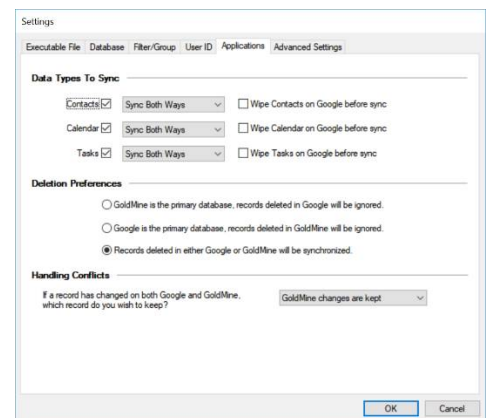 Settings
Executable File Database Filter/Group User ID Applications Advanced Settings
Data Types To Sync
Contacts Sync Both Ways Wipe Contacts on Google before sync
Calendar Sync Both Ways Wipe Calendar on Google before sync
Tasks Sync Both Ways Wipe Tasks on Google before sync
Deletion Preferences
GoldMine is the primary database, records deleted in Google will be ignored.
Google is the primary database, records deleted in GoldMine will be ignored.
Records deleted in either Google or GoldMine will be synchronized.
Handling Conflicts
If a record has changed on both Google and GoldMine, GoldMine changes are kept
which record do you wish to keep?
OK Cancel